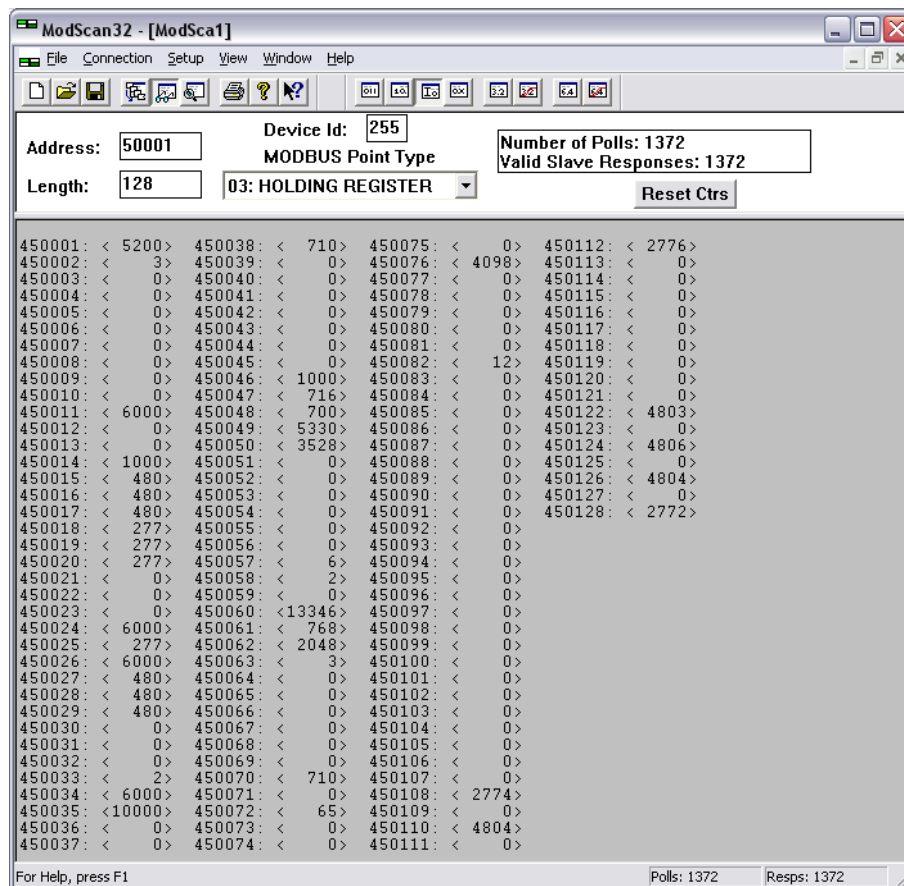 ModScan32 - [ModSca1]
File Connection Setup View Window Help
Address: 50001
Device Id: 255
MODBUS Point Type
Number of Polls: 1372
Valid Slave Responses: 1372
Length: 128
03: HOLDING REGISTER
Reset Ctrs
450001: < 5200> 450038: < 710> 450075: < 0> 450112: < 2776>
450002: < 3> 450039: < 0> 450076: < 4098> 450113: < 0>
450003: < 0> 450040: < 0> 450077: < 0> 450114: < 0>
450004: < 0> 450041: < 0> 450078: < 0> 450115: < 0>
450005: < 0> 450042: < 0> 450079: < 0> 450116: < 0>
450006: < 0> 450043: < 0> 450080: < 0> 450117: < 0>
450007: < 0> 450044: < 0> 450081: < 0> 450118: < 0>
450008: < 0> 450045: < 0> 450082: < 12> 450119: < 0>
450009: < 0> 450046: < 1000> 450083: < 0> 450120: < 0>
450010: < 0> 450047: < 716> 450084: < 0> 450121: < 0>
450011: < 6000> 450048: < 700> 450085: < 0> 450122: < 4803>
450012: < 0> 450049: < 5330> 450086: < 0> 450123: < 0>
450013: < 0> 450050: < 3528> 450087: < 0> 450124: < 4806>
450014: < 1000> 450051: < 0> 450088: < 0> 450125: < 0>
450015: < 480> 450052: < 0> 450089: < 0> 450126: < 4804>
450016: < 480> 450053: < 0> 450090: < 0> 450127: < 0>
450017: < 480> 450054: < 0> 450091: < 0> 450128: < 2772>
450018: < 277> 450055: < 0> 450092: < 0>
450019: < 277> 450056: < 0> 450093: < 0>
450020: < 277> 450057: < 6> 450094: < 0>
450021: < 0> 450058: < 2> 450095: < 0>
450022: < 0> 450059: < 0> 450096: < 0>
450023: < 0> 450060: <13346> 450097: < 0>
450024: < 6000> 450061: < 768> 450098: < 0>
450025: < 277> 450062: < 2048> 450099: < 0>
450026: < 6000> 450063: < 3> 450100: < 0>
450027: < 480> 450064: < 0> 450101: < 0>
450028: < 480> 450065: < 0> 450102: < 0>
450029: < 480> 450066: < 0> 450103: < 0>
450030: < 0> 450067: < 0> 450104: < 0>
450031: < 0> 450068: < 0> 450105: < 0>
450032: < 0> 450069: < 0> 450106: < 0>
450033: < 2> 450070: < 710> 450107: < 0>
450034: < 6000> 450071: < 0> 450108: < 2774>
450035: <10000> 450072: < 65> 450109: < 0>
450036: < 0> 450073: < 0> 450110: < 4804>
450037: < 0> 450074: < 0> 450111: < 0>
For Help, press F1
Polls: 1372
Resps: 1372